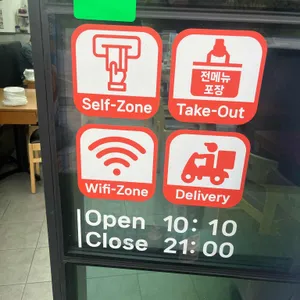 Self-Zone
전메뉴
포장
Take-Out
Wifi-Zone
Delivery
Open 10:10
Close 21:00